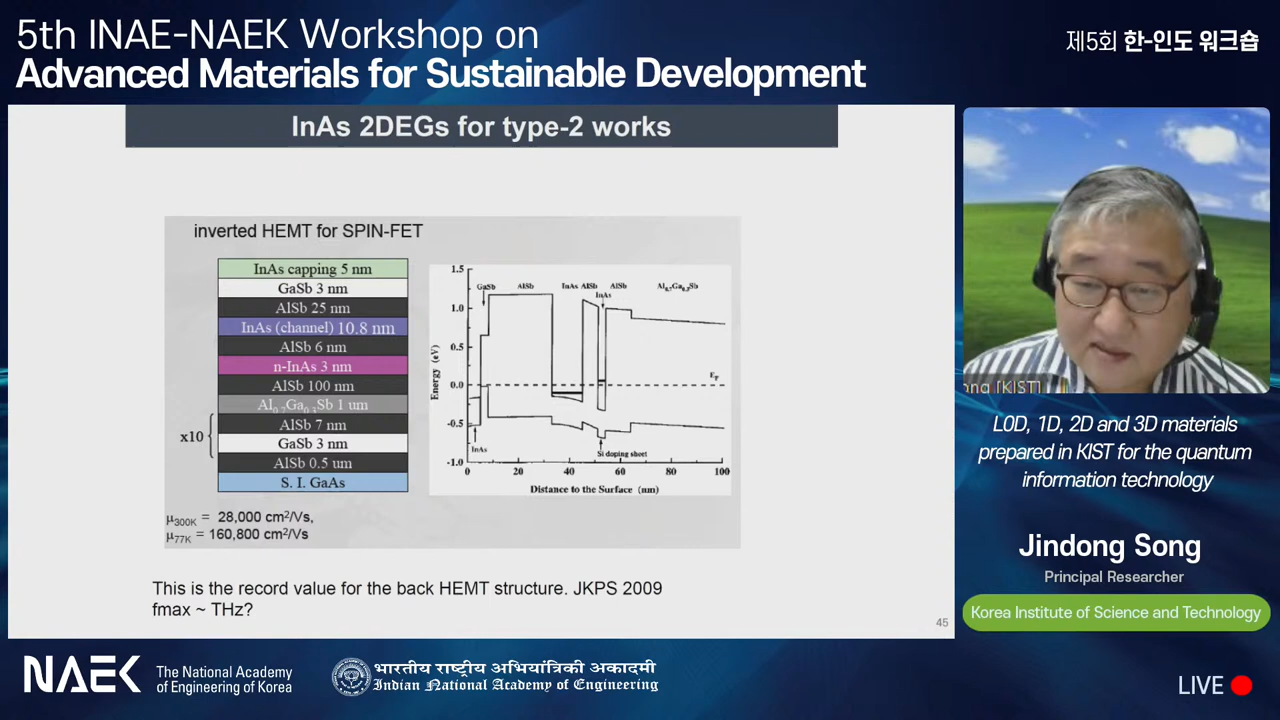 5th INAE-NAEK Workshop on
Advanced Materials for Sustainable Development
제5회 한-인도 워크숍
InAs 2DEGs for type-2 works
inverted HEMT for SPIN-FET
InAs capping 5 nm
GaSb 3 nm
AlSb 25 nm
InAs (channel) 10.8 nm
AlSb 6 nm
n-InAs 3 nm
AlSb 100 nm
Al0.7Ga0.3Sb 1 um
AlSb 7 nm
x10
GaSb 3 nm
AlSb 0.5 um
S. I. GaAs
1.5
1.0
0.5
0.0
-0.5
-1.0
Energy (eV)
GaSb AlSb InAs AlSb AlSb Al0.7Ga0.3Sb
InAs
EF
InAs
Si doping sheet
0 20 40 60 80 100
Distance to the Surface (nm)
μ300K = 28,000 cm2/Vs,
μ77K = 160,800 cm2/Vs
This is the record value for the back HEMT structure. JKPS 2009
fmax ~ THz?
45
[KIST]
L0D, 1D, 2D and 3D materials
prepared in KIST for the quantum
information technology
Jindong Song
Principal Researcher
Korea Institute of Science and Technology
NAEK
The National Academy
of Engineering of Korea
भारतीय राष्ट्रीय अभियांत्रिकी अकादमी
Indian National Academy of Engineering
LIVE